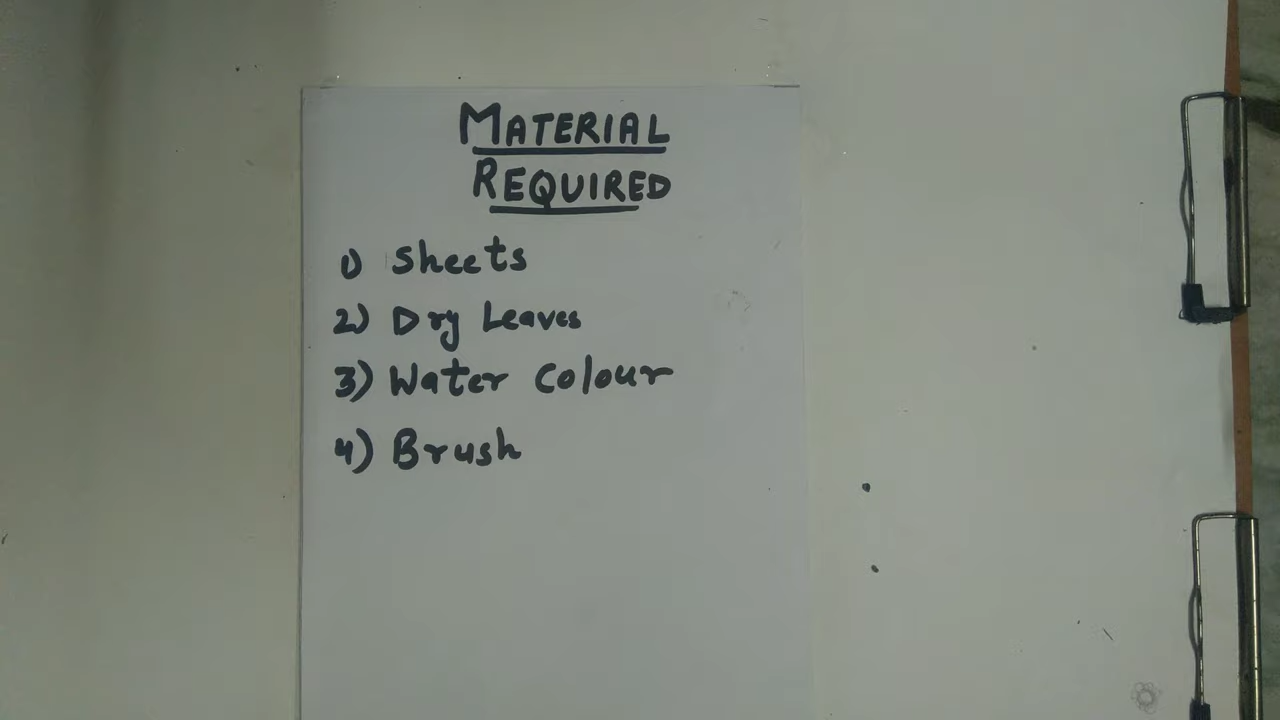 MATERIAL
REQUIRED
1) Sheets
2) Dry Leaves
3) Water Colour
4) Brush